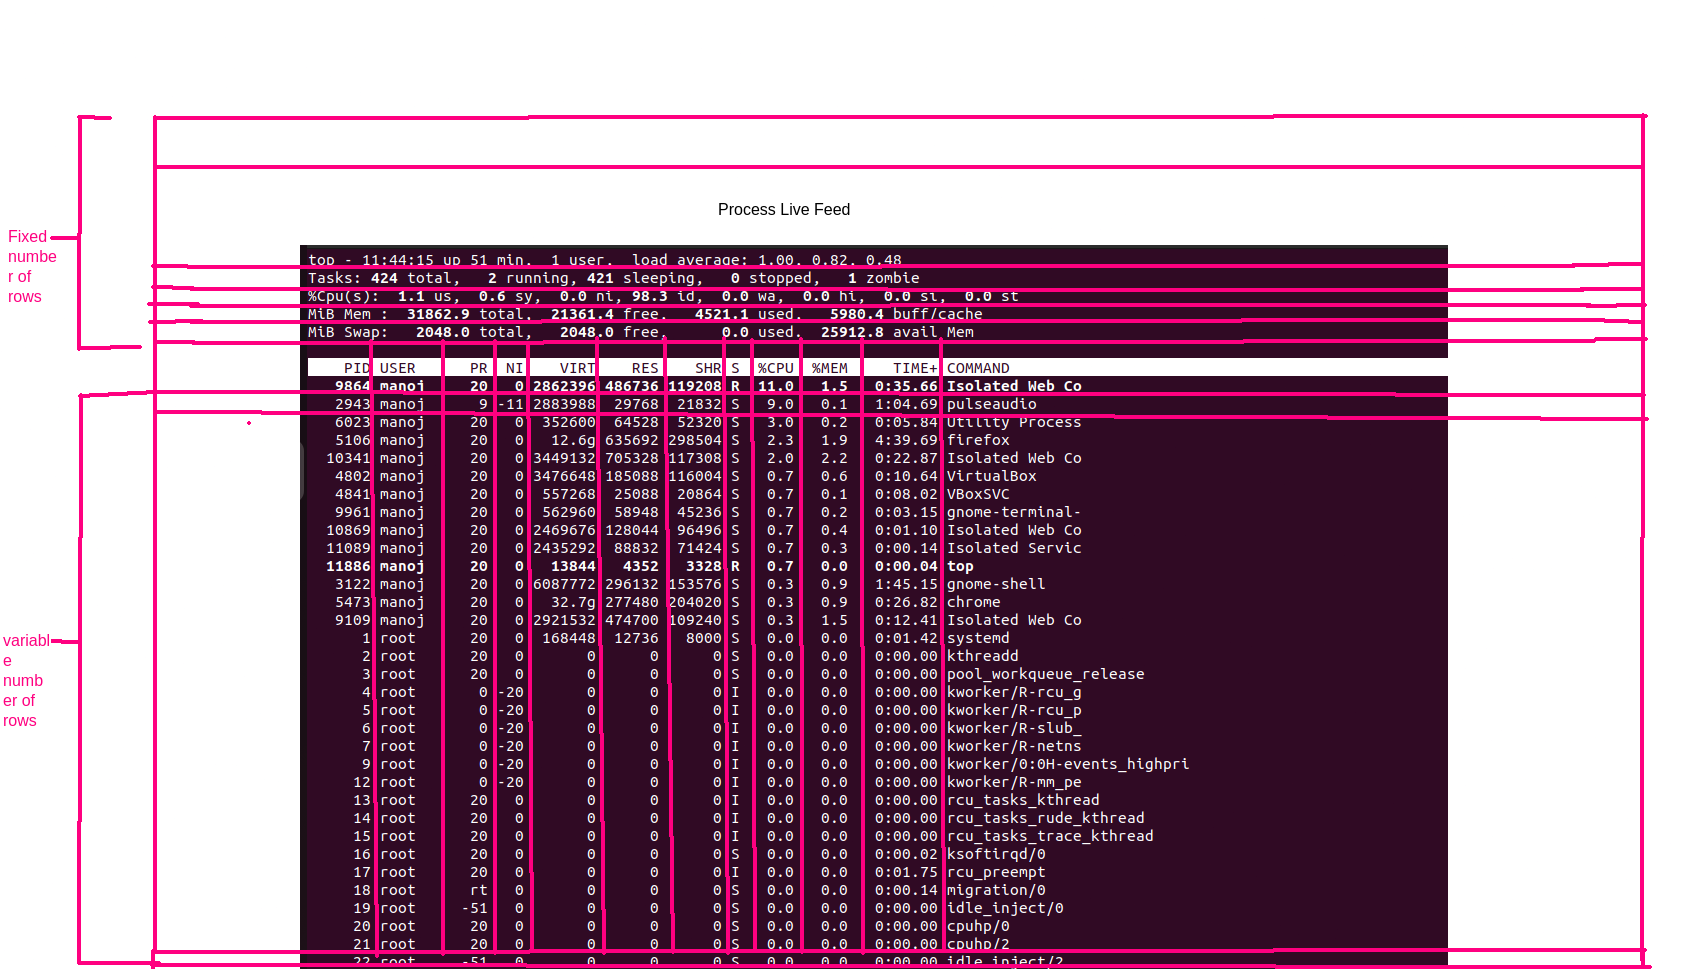 Process Live Feed
Fixed
numbe
r of
rows
top - 11:44:15 up 51 min,  1 user,  load average: 1.00, 0.82, 0.48
Tasks: 424 total,   2 running, 421 sleeping,   0 stopped,   1 zombie
%Cpu(s):  1.1 us,  0.6 sy,  0.0 ni, 98.3 id,  0.0 wa,  0.0 hi,  0.0 si,  0.0 st
MiB Mem :  31862.9 total,  21361.4 free,   4521.1 used,   5980.4 buff/cache
MiB Swap:   2048.0 total,   2048.0 free,      0.0 used.  25912.8 avail Mem
PID USER PR NI VIRT RES SHR S %CPU %MEM TIME+ COMMAND
9864 manoj 20 0 2862396 486736 119208 R 11.0 1.5 0:35.66 Isolated Web Co
2943 manoj 9 -11 2883988 29768 21832 S 9.0 0.1 1:04.69 pulseaudio
6023 manoj 20 0 352600 64528 52320 S 3.0 0.2 0:05.84 Utility Process
5106 manoj 20 0 12.6g 635692 298504 S 2.3 1.9 4:39.69 firefox
10341 manoj 20 0 3449132 705328 117308 S 2.0 2.2 0:22.87 Isolated Web Co
4802 manoj 20 0 3476648 185088 116004 S 0.7 0.6 0:10.64 VirtualBox
4841 manoj 20 0 557268 25088 20864 S 0.7 0.1 0:08.02 VBoxSVC
9961 manoj 20 0 562960 58948 45236 S 0.7 0.2 0:03.15 gnome-terminal-
10869 manoj 20 0 2469676 128044 96496 S 0.7 0.4 0:01.10 Isolated Web Co
11089 manoj 20 0 2435292 88832 71424 S 0.7 0.3 0:00.14 Isolated Servic
11886 manoj 20 0 13844 4352 3328 R 0.7 0.0 0:00.04 top
3122 manoj 20 0 6087772 296132 153576 S 0.3 0.9 1:45.15 gnome-shell
5473 manoj 20 0 32.7g 277480 204020 S 0.3 0.9 0:26.82 chrome
9109 manoj 20 0 2921532 474700 109240 S 0.3 1.5 0:12.41 Isolated Web Co
1 root 20 0 168448 12736 8000 S 0.0 0.0 0:01.42 systemd
2 root 20 0 0 0 0 S 0.0 0.0 0:00.00 kthreadd
3 root 20 0 0 0 0 S 0.0 0.0 0:00.00 pool_workqueue_release
4 root 0 -20 0 0 0 I 0.0 0.0 0:00.00 kworker/R-rcu_g
5 root 0 -20 0 0 0 I 0.0 0.0 0:00.00 kworker/R-rcu_p
6 root 0 -20 0 0 0 I 0.0 0.0 0:00.00 kworker/R-slub_
7 root 0 -20 0 0 0 I 0.0 0.0 0:00.00 kworker/R-netns
9 root 0 -20 0 0 0 I 0.0 0.0 0:00.00 kworker/0:0H-events_highpri
12 root 0 -20 0 0 0 I 0.0 0.0 0:00.00 kworker/R-mm_pe
13 root 20 0 0 0 0 I 0.0 0.0 0:00.00 rcu_tasks_kthread
14 root 20 0 0 0 0 I 0.0 0.0 0:00.00 rcu_tasks_rude_kthread
15 root 20 0 0 0 0 I 0.0 0.0 0:00.00 rcu_tasks_trace_kthread
16 root 20 0 0 0 0 S 0.0 0.0 0:00.02 ksoftirqd/0
17 root 20 0 0 0 0 I 0.0 0.0 0:01.75 rcu_preempt
18 root rt 0 0 0 0 S 0.0 0.0 0:00.14 migration/0
19 root -51 0 0 0 0 S 0.0 0.0 0:00.00 idle_inject/0
20 root 20 0 0 0 0 S 0.0 0.0 0:00.00 cpuhp/0
21 root 20 0 0 0 0 S 0.0 0.0 0:00.00 cpuhp/2
22 root -51 0 0 0 0 S 0.0 0.0 0:00.00 idle_inject/2
variabl
e
numb
er of
rows